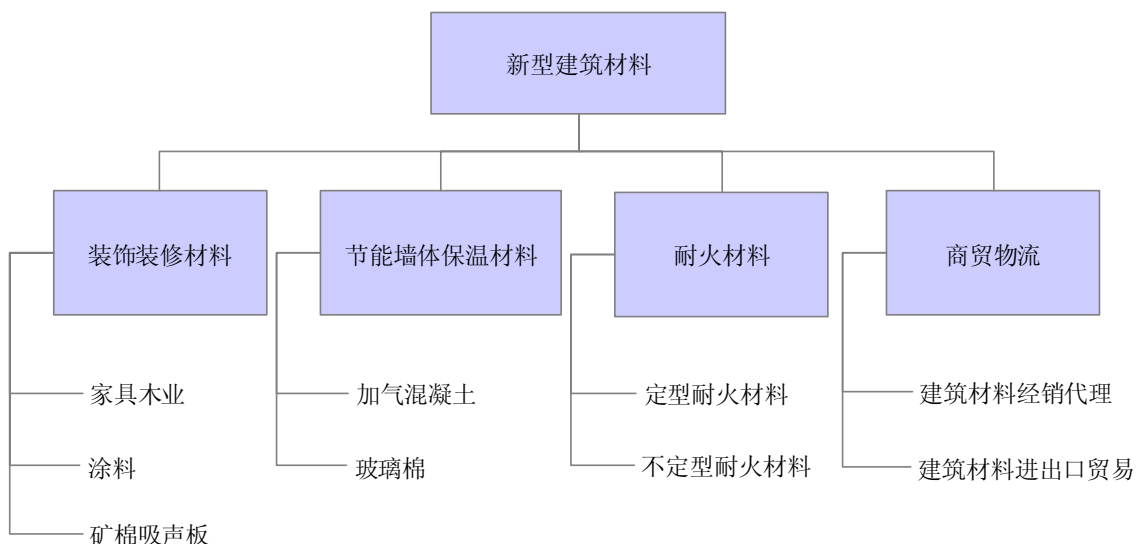 新型建筑材料
装饰装修材料
节能墙体保温材料
耐火材料
商贸物流
家具木业
加气混凝土
定型耐火材料
建筑材料经销代理
涂料
玻璃棉
不定型耐火材料
建筑材料进出口贸易
矿棉吸声板